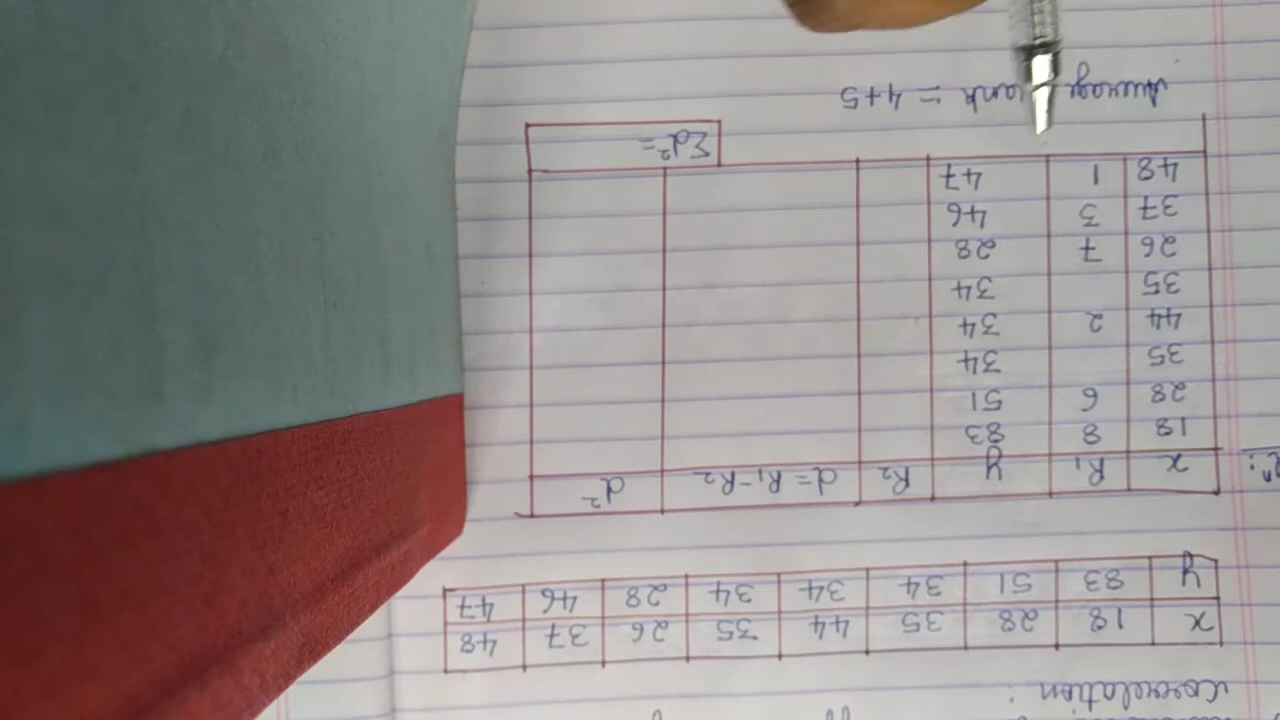 Correlation :
x 18 28 35 44 35 26 37 48
y 83 51 34 34 34 28 46 47
x R₁ y R₂ d = R₁-R₂ d²
18 8 83
28 6 51
35 34
44 2 34
35 34
26 7 28
37 3 46
48 1 47
Σd²=
Average rank = 4+5